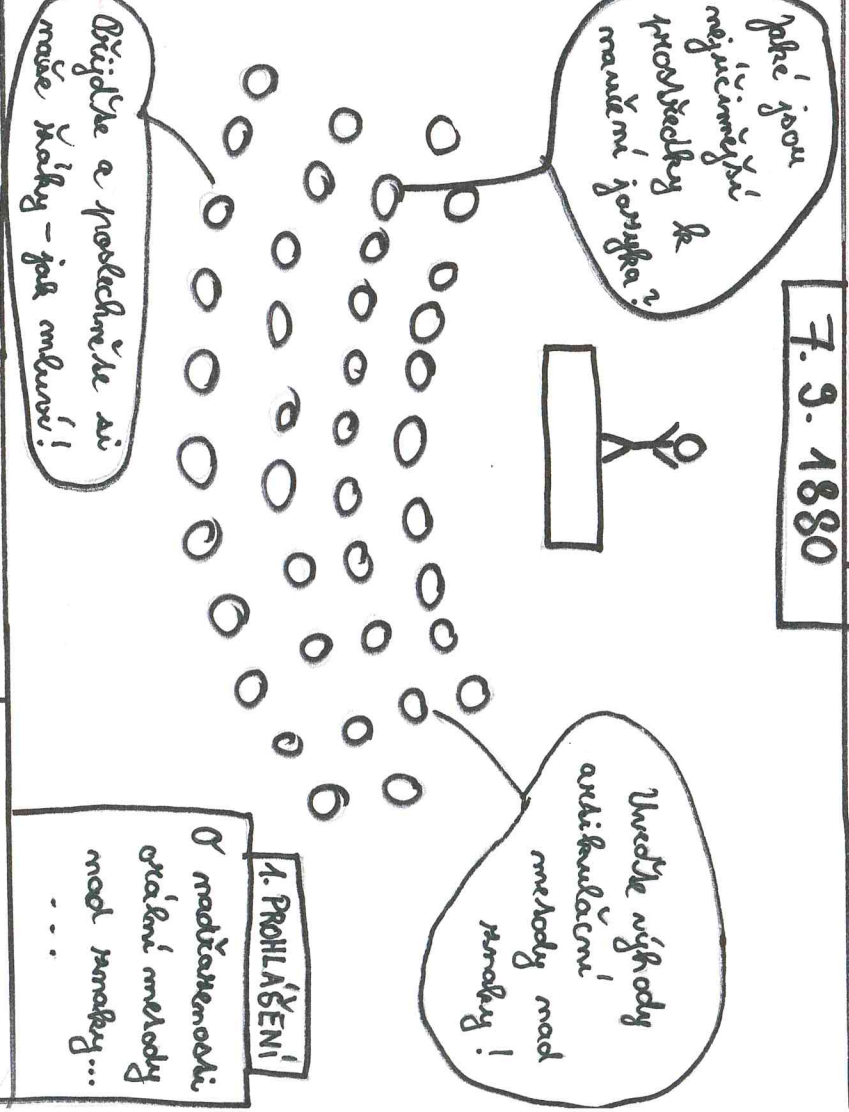 7. 9. 1880
Jaké jsou
nejúčinnější
prostředky k
naučení jazyka?
Uveďte výhody
artikulační
metody nad
znaky!
Přijďte a poslechněte si
naše žáky - jak mluví!
1. PROHLÁŠENÍ
O nadřazenosti
orální metody
nad znaky...
...